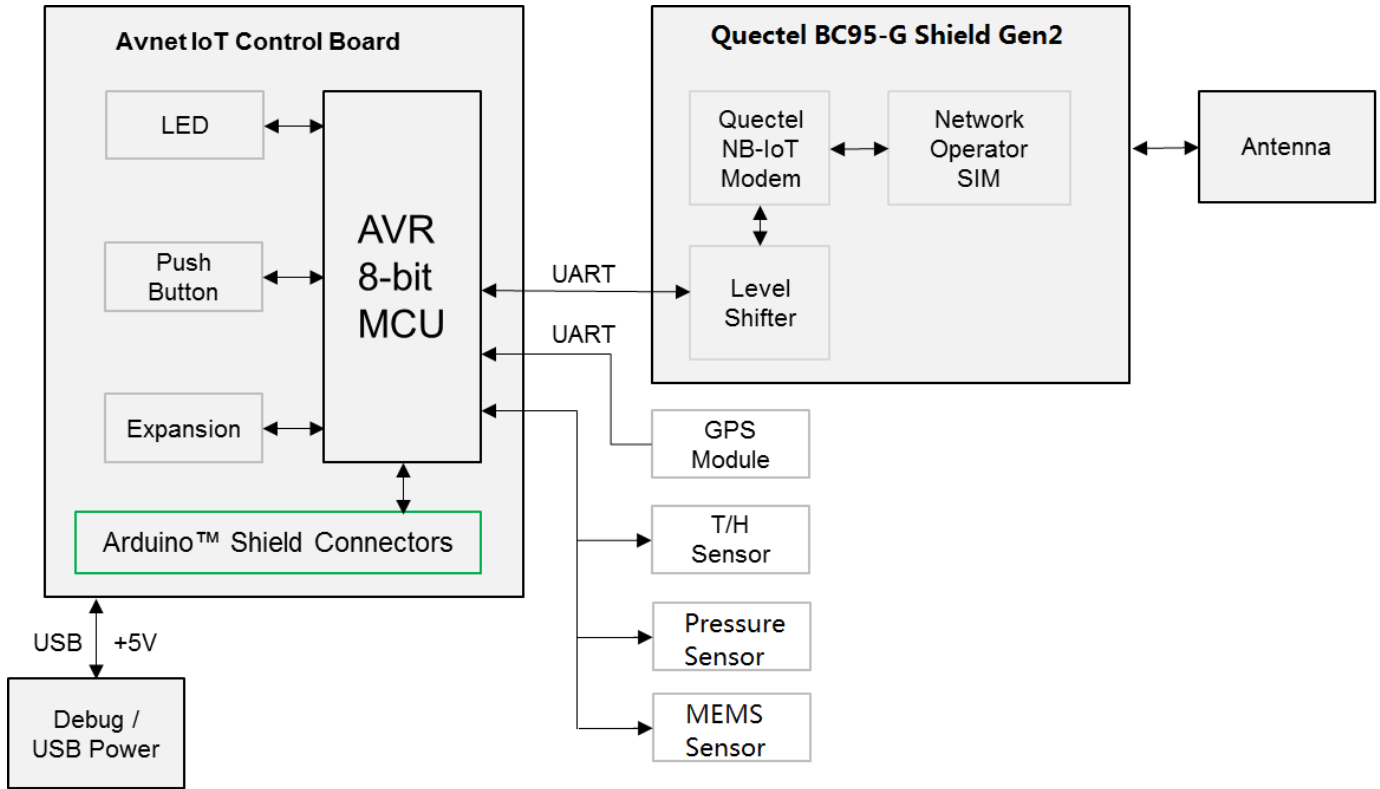 Avnet IoT Control Board
LED
Push
Button
Expansion
AVR
8-bit
MCU
Arduino™ Shield Connectors
USB
+5V
Debug /
USB Power
UART
UART
Quectel BC95-G Shield Gen2
Quectel
NB-IoT
Modem
Network
Operator
SIM
Level
Shifter
Antenna
GPS
Module
T/H
Sensor
Pressure
Sensor
MEMS
Sensor